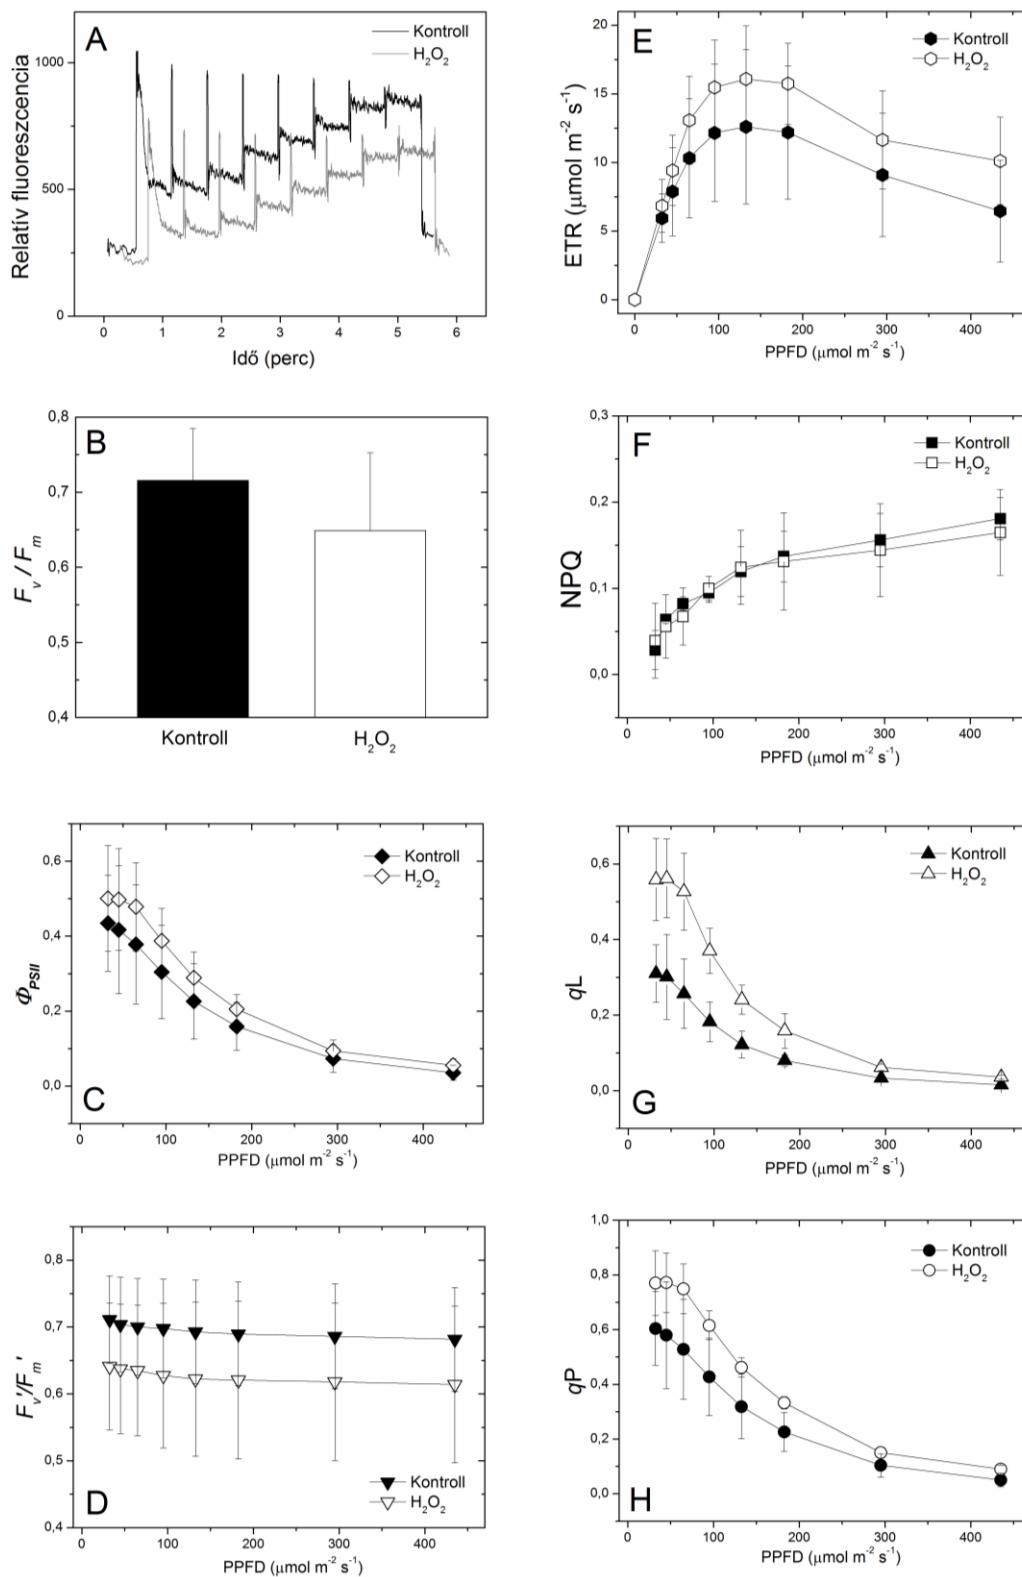 A
Kontroll
H₂O₂
1000
750
500
250
0
Relatív fluoreszcencia
0 1 2 3 4 5 6
Idő (perc)
E
Kontroll
H₂O₂
20
15
10
5
0
ETR (μmol m⁻² s⁻¹)
0 100 200 300 400
PPFD (μmol m⁻² s⁻¹)
B
0,8
0,7
0,6
0,5
0,4
Fv / Fm
Kontroll H₂O₂
F
Kontroll
H₂O₂
0,3
0,2
0,1
0,0
NPQ
0 100 200 300 400
PPFD (μmol m⁻² s⁻¹)
C
Kontroll
H₂O₂
0,6
0,4
0,2
0,0
ΦPSII
0 100 200 300 400
PPFD (μmol m⁻² s⁻¹)
G
Kontroll
H₂O₂
0,6
0,4
0,2
0,0
qL
0 100 200 300 400
PPFD (μmol m⁻² s⁻¹)
D
Kontroll
H₂O₂
0,8
0,7
0,6
0,5
0,4
Fv'/Fm'
0 100 200 300 400
PPFD (μmol m⁻² s⁻¹)
H
Kontroll
H₂O₂
1,0
0,8
0,6
0,4
0,2
0,0
qP
0 100 200 300 400
PPFD (μmol m⁻² s⁻¹)